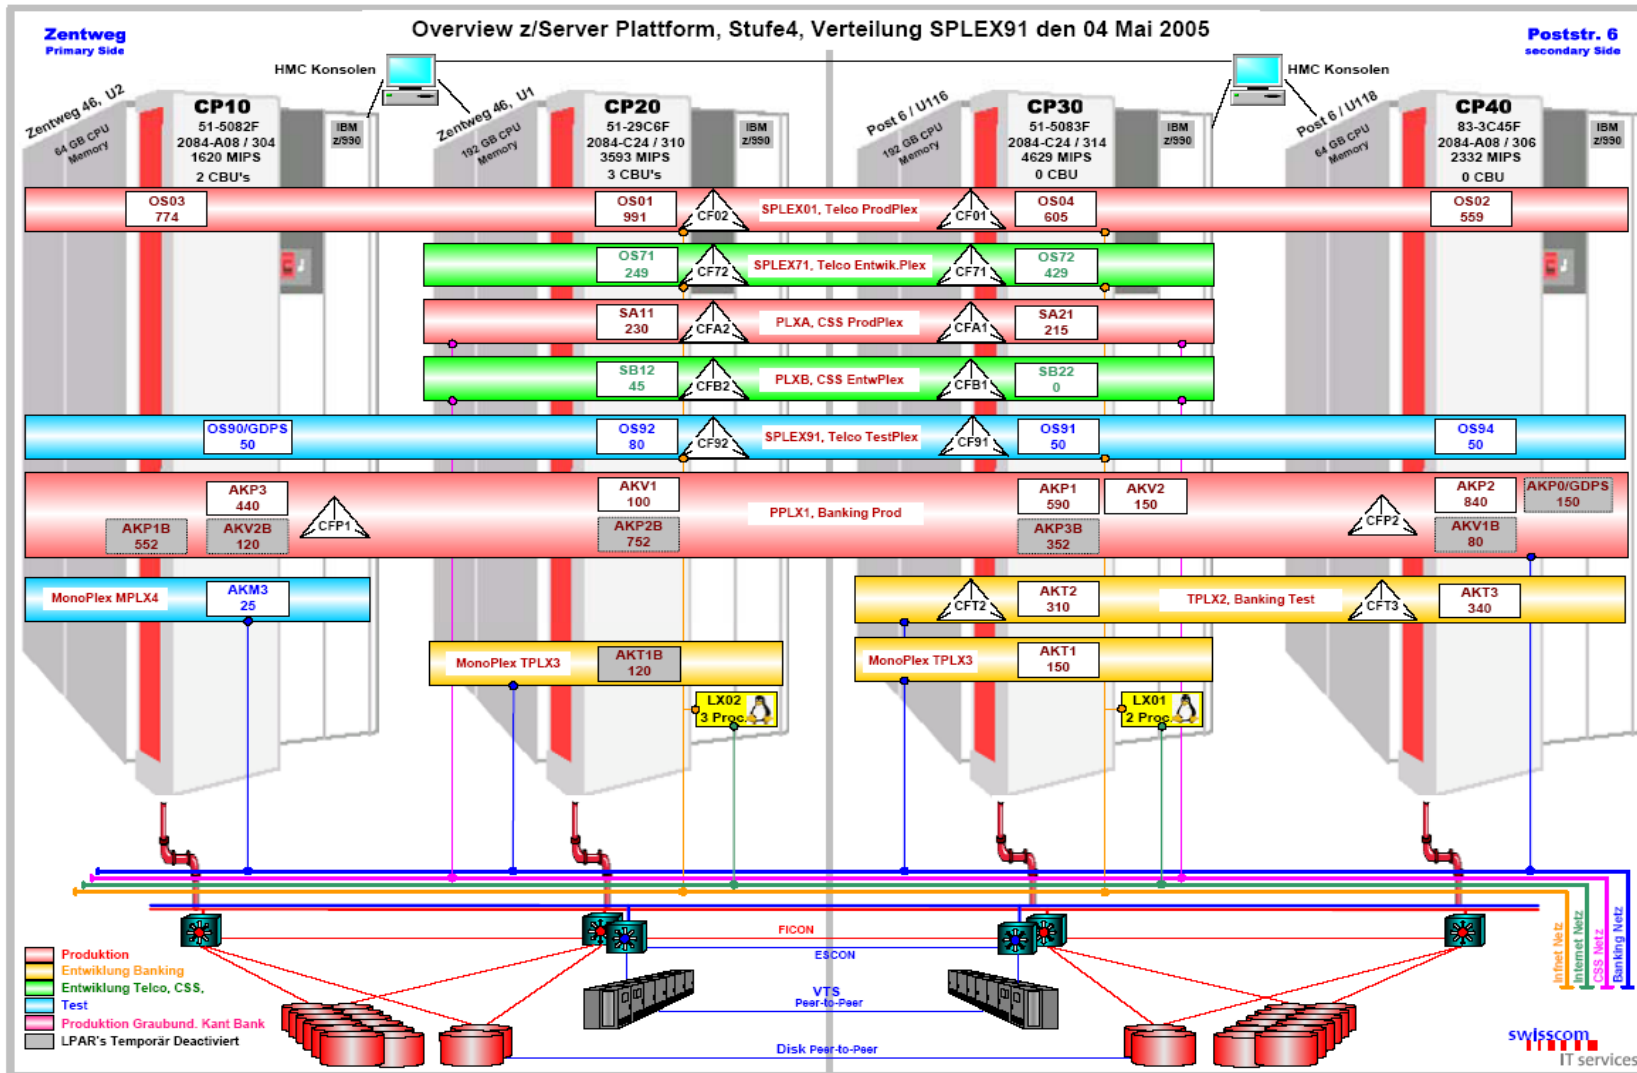 Overview z/Server Plattform, Stufe4, Verteilung SPLEX91 den 04 Mai 2005
Zentweg
Primary Side
Poststr. 6
secondary Side
HMC Konsolen
HMC Konsolen
Zentweg 46, U2
64 GB CPU
Memory
CP10
51-5082F
2084-A08 / 304
1620 MIPS
2 CBU's
IBM
z/990
Zentweg 46, U1
192 GB CPU
Memory
CP20
51-29C6F
2084-C24 / 310
3593 MIPS
3 CBU's
IBM
z/990
Post 6 / U116
192 GB CPU
Memory
CP30
51-5083F
2084-C24 / 314
4629 MIPS
0 CBU
IBM
z/990
Post 6 / U118
64 GB CPU
Memory
CP40
83-3C45F
2084-A08 / 306
2332 MIPS
0 CBU
IBM
z/990
OS03
774
OS01
991
CF02
SPLEX01, Telco ProdPlex
CF01
OS04
605
OS02
559
OS71
249
CF72
SPLEX71, Telco Entwik.Plex
CF71
OS72
429
SA11
230
CFA2
PLXA, CSS ProdPlex
CFA1
SA21
215
SB12
45
CFB2
PLXB, CSS EntwPlex
CFB1
SB22
0
OS90/GDPS
50
OS92
80
CF92
SPLEX91, Telco TestPlex
CF91
OS91
50
OS94
50
AKP3
440
AKP1B
552
AKV2B
120
CFP1
AKV1
100
AKP2B
752
PPLX1, Banking Prod
AKP1
590
AKV2
150
AKP3B
352
CFP2
AKP2
840
AKP0/GDPS
150
AKV1B
80
MonoPlex MPLX4
AKM3
25
CFT2
AKT2
310
TPLX2, Banking Test
CFT3
AKT3
340
MonoPlex TPLX3
AKT1B
120
MonoPlex TPLX3
AKT1
150
LX02
3 Proc.
LX01
2 Proc.
FICON
ESCON
VTS
Peer-to-Peer
Disk Peer-to-Peer
Infnet Netz
Internet Netz
CSS Netz
Banking Netz
Produktion
Entwiklung Banking
Entwiklung Telco, CSS,
Test
Produktion Graubund. Kant Bank
LPAR's Temporär Deactiviert
swisscom
IT services